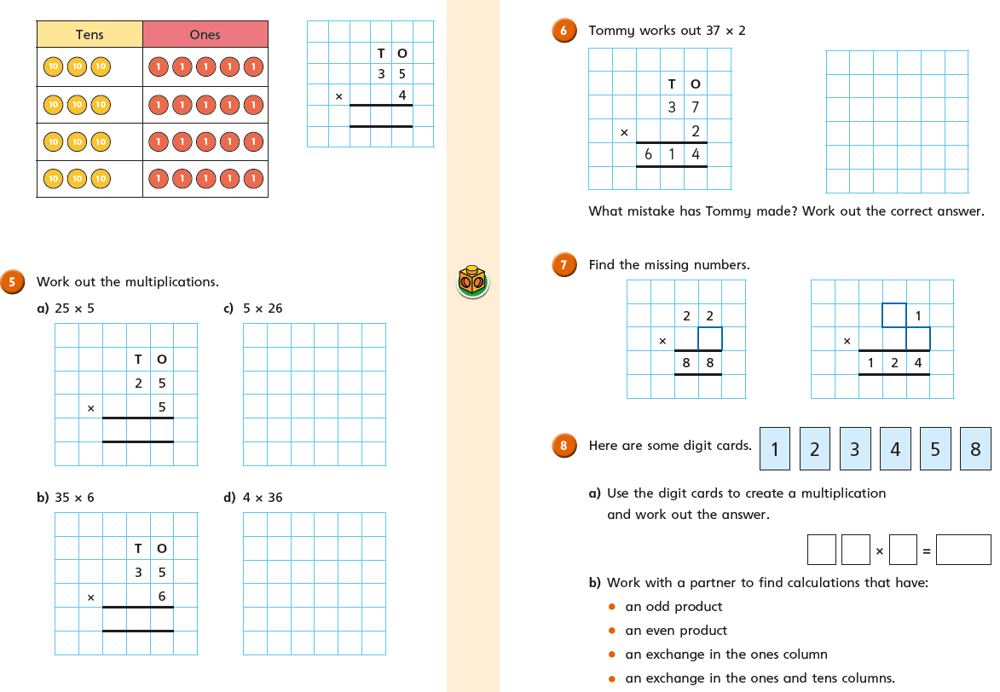 Tens Ones
10 10 10 1 1 1 1 1
10 10 10 1 1 1 1 1
10 10 10 1 1 1 1 1
10 10 10 1 1 1 1 1
T O
3 5
× 4
5 Work out the multiplications.
a) 25 × 5
T O
2 5
× 5
b) 35 × 6
T O
3 5
× 6
c) 5 × 26
d) 4 × 36
6 Tommy works out 37 × 2
T O
3 7
× 2
6 1 4
What mistake has Tommy made? Work out the correct answer.
7 Find the missing numbers.
2 2
×
8 8
1
×
1 2 4
8 Here are some digit cards. 1 2 3 4 5 8
a) Use the digit cards to create a multiplication
and work out the answer.
× =
b) Work with a partner to find calculations that have:
• an odd product
• an even product
• an exchange in the ones column
• an exchange in the ones and tens columns.